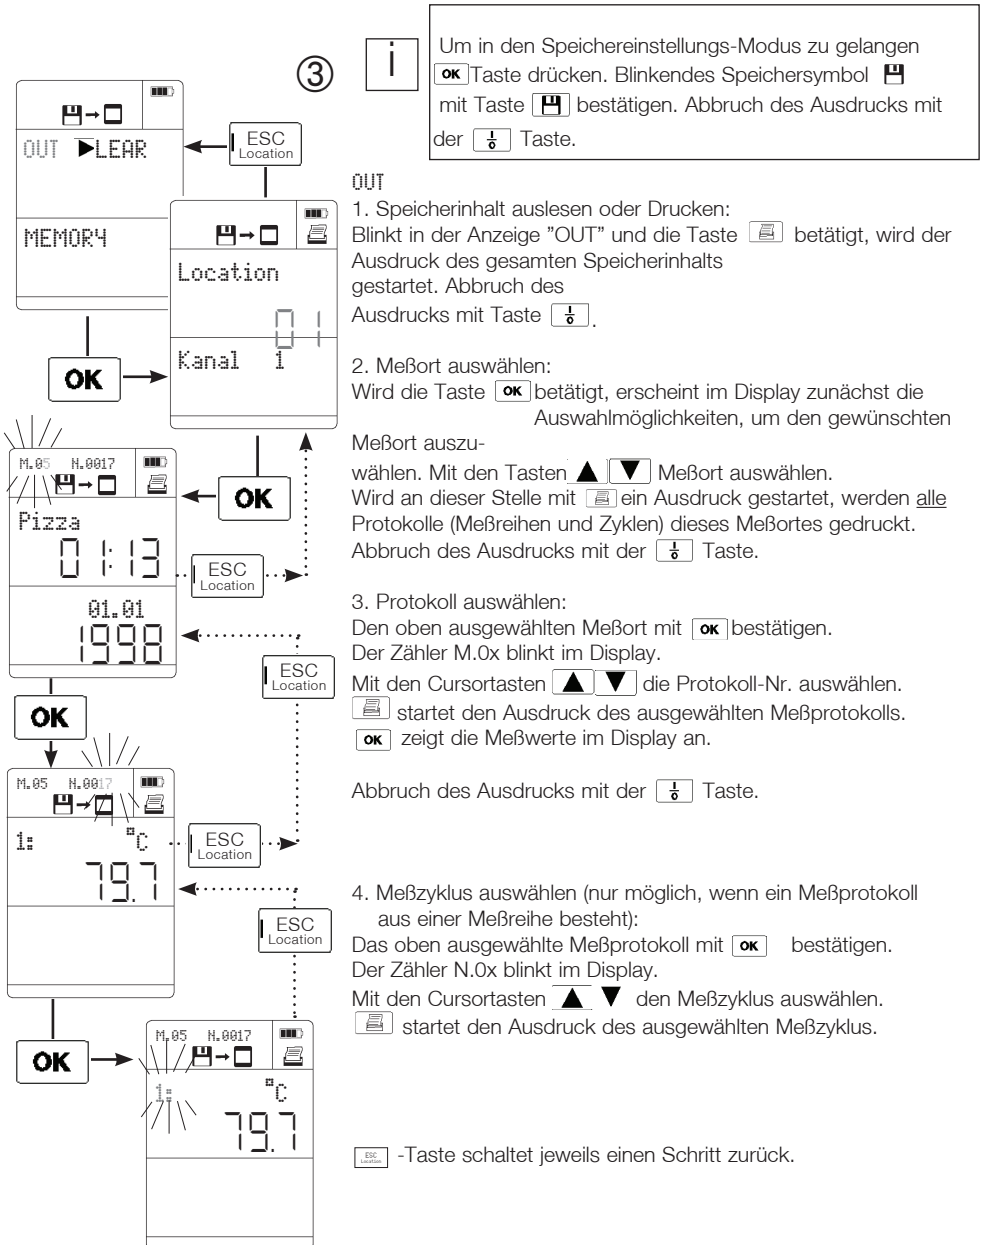 ③
i
Um in den Speichereinstellungs-Modus zu gelangen
OK Taste drücken. Blinkendes Speichersymbol
mit Taste bestätigen. Abbruch des Ausdrucks mit
der I/O Taste.
OUT ▶LEAR
MEMORY
ESC
Location
Location
01
Kanal 1
OK
OK
M.05 N.0017
Pizza
01:13
01.01
1998
ESC
Location
ESC
Location
OK
M.05 N.0017
1: °C
79.7
ESC
Location
ESC
Location
OK
M.05 N.0017
1: °C
79.7
OUT
1. Speicherinhalt auslesen oder Drucken:
Blinkt in der Anzeige "OUT" und die Taste betätigt, wird der
Ausdruck des gesamten Speicherinhalts
gestartet. Abbruch des
Ausdrucks mit Taste I/O.
2. Meßort auswählen:
Wird die Taste OK betätigt, erscheint im Display zunächst die
Auswahlmöglichkeiten, um den gewünschten
Meßort auszu-
wählen. Mit den Tasten ▲ ▼ Meßort auswählen.
Wird an dieser Stelle mit ein Ausdruck gestartet, werden alle
Protokolle (Meßreihen und Zyklen) dieses Meßortes gedruckt.
Abbruch des Ausdrucks mit der I/O Taste.
3. Protokoll auswählen:
Den oben ausgewählten Meßort mit OK bestätigen.
Der Zähler M.0x blinkt im Display.
Mit den Cursortasten ▲ ▼ die Protokoll-Nr. auswählen.
startet den Ausdruck des ausgewählten Meßprotokolls.
OK zeigt die Meßwerte im Display an.
Abbruch des Ausdrucks mit der I/O Taste.
4. Meßzyklus auswählen (nur möglich, wenn ein Meßprotokoll
aus einer Meßreihe besteht):
Das oben ausgewählte Meßprotokoll mit OK bestätigen.
Der Zähler N.0x blinkt im Display.
Mit den Cursortasten ▲ ▼ den Meßzyklus auswählen.
startet den Ausdruck des ausgewählten Meßzyklus.
ESC Location -Taste schaltet jeweils einen Schritt zurück.